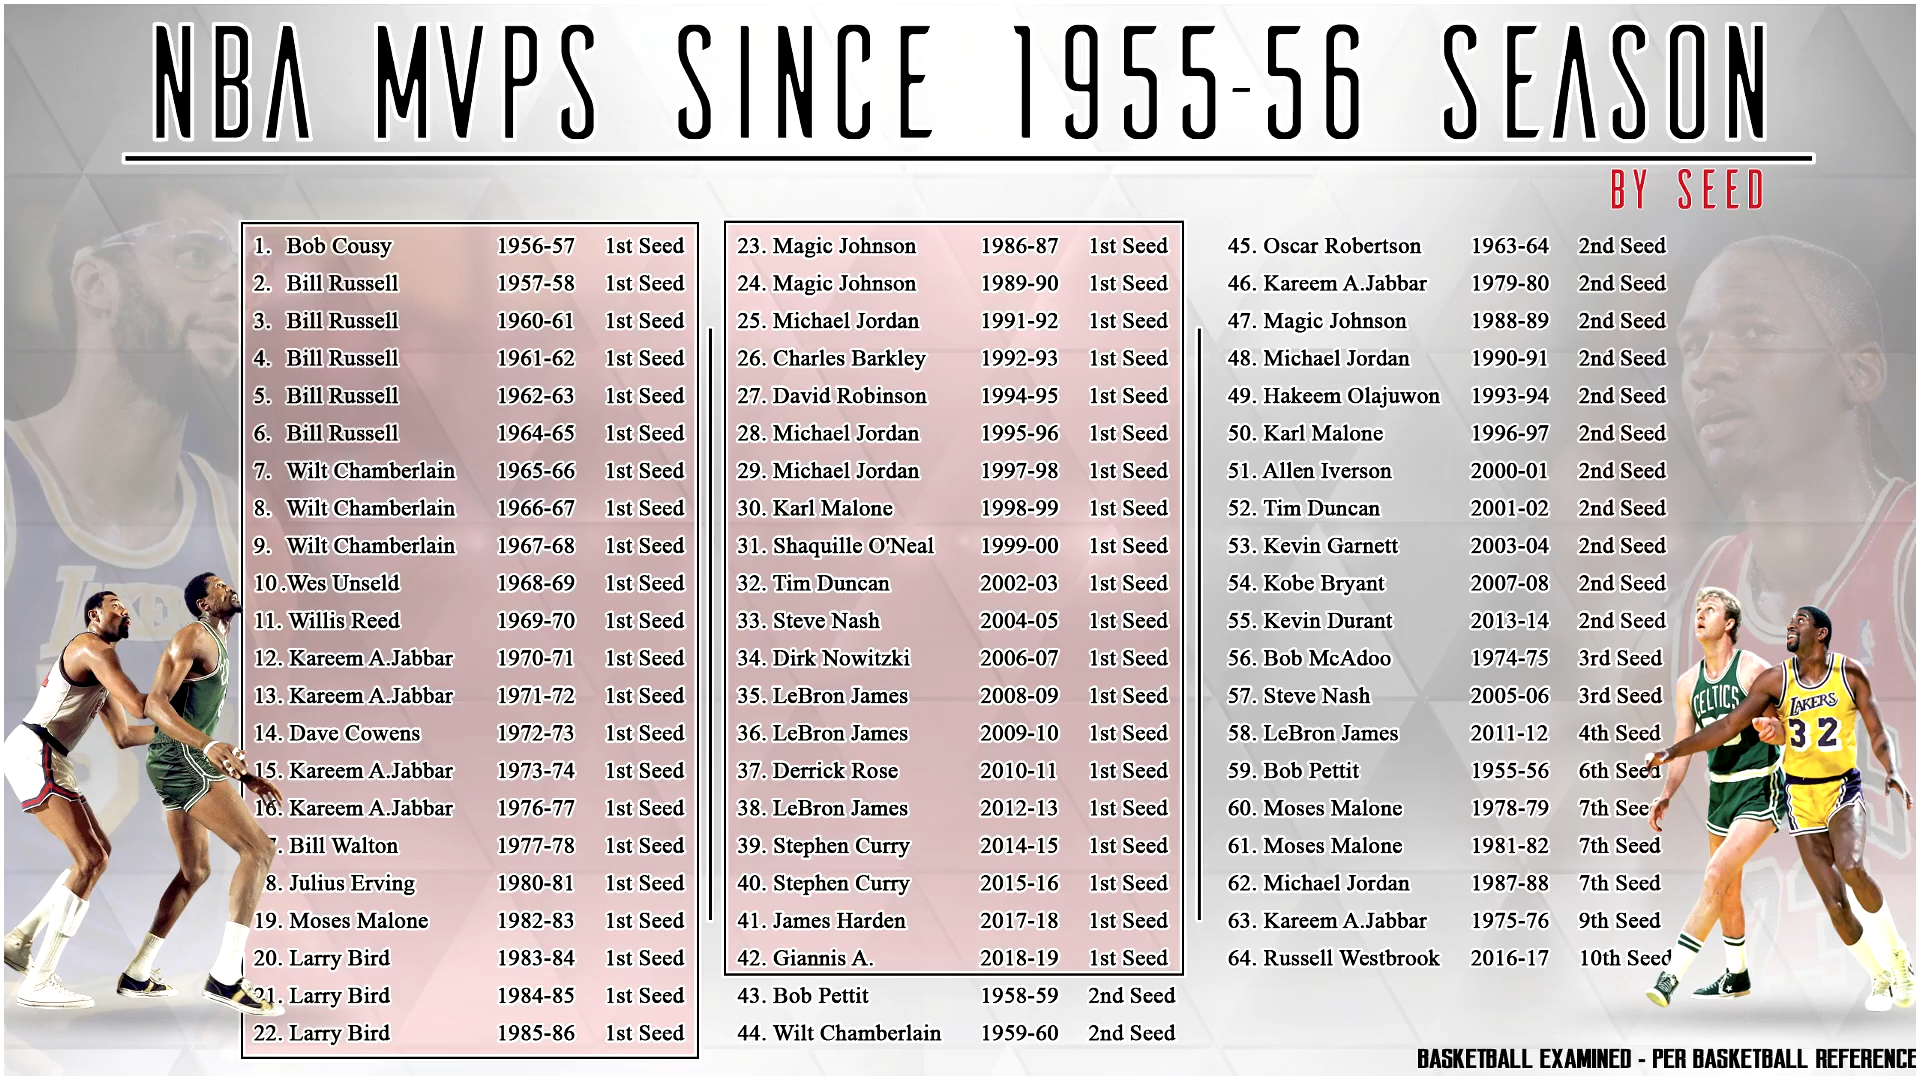 NBA MVPS SINCE 1955-56 SEASON
BY SEED
1. Bob Cousy 1956-57 1st Seed
2. Bill Russell 1957-58 1st Seed
3. Bill Russell 1960-61 1st Seed
4. Bill Russell 1961-62 1st Seed
5. Bill Russell 1962-63 1st Seed
6. Bill Russell 1964-65 1st Seed
7. Wilt Chamberlain 1965-66 1st Seed
8. Wilt Chamberlain 1966-67 1st Seed
9. Wilt Chamberlain 1967-68 1st Seed
10. Wes Unseld 1968-69 1st Seed
11. Willis Reed 1969-70 1st Seed
12. Kareem A.Jabbar 1970-71 1st Seed
13. Kareem A.Jabbar 1971-72 1st Seed
14. Dave Cowens 1972-73 1st Seed
15. Kareem A.Jabbar 1973-74 1st Seed
16. Kareem A.Jabbar 1976-77 1st Seed
7. Bill Walton 1977-78 1st Seed
8. Julius Erving 1980-81 1st Seed
19. Moses Malone 1982-83 1st Seed
20. Larry Bird 1983-84 1st Seed
21. Larry Bird 1984-85 1st Seed
22. Larry Bird 1985-86 1st Seed
23. Magic Johnson 1986-87 1st Seed
24. Magic Johnson 1989-90 1st Seed
25. Michael Jordan 1991-92 1st Seed
26. Charles Barkley 1992-93 1st Seed
27. David Robinson 1994-95 1st Seed
28. Michael Jordan 1995-96 1st Seed
29. Michael Jordan 1997-98 1st Seed
30. Karl Malone 1998-99 1st Seed
31. Shaquille O'Neal 1999-00 1st Seed
32. Tim Duncan 2002-03 1st Seed
33. Steve Nash 2004-05 1st Seed
34. Dirk Nowitzki 2006-07 1st Seed
35. LeBron James 2008-09 1st Seed
36. LeBron James 2009-10 1st Seed
37. Derrick Rose 2010-11 1st Seed
38. LeBron James 2012-13 1st Seed
39. Stephen Curry 2014-15 1st Seed
40. Stephen Curry 2015-16 1st Seed
41. James Harden 2017-18 1st Seed
42. Giannis A. 2018-19 1st Seed
43. Bob Pettit 1958-59 2nd Seed
44. Wilt Chamberlain 1959-60 2nd Seed
45. Oscar Robertson 1963-64 2nd Seed
46. Kareem A.Jabbar 1979-80 2nd Seed
47. Magic Johnson 1988-89 2nd Seed
48. Michael Jordan 1990-91 2nd Seed
49. Hakeem Olajuwon 1993-94 2nd Seed
50. Karl Malone 1996-97 2nd Seed
51. Allen Iverson 2000-01 2nd Seed
52. Tim Duncan 2001-02 2nd Seed
53. Kevin Garnett 2003-04 2nd Seed
54. Kobe Bryant 2007-08 2nd Seed
55. Kevin Durant 2013-14 2nd Seed
56. Bob McAdoo 1974-75 3rd Seed
57. Steve Nash 2005-06 3rd Seed
58. LeBron James 2011-12 4th Seed
59. Bob Pettit 1955-56 6th Seed
60. Moses Malone 1978-79 7th Seed
61. Moses Malone 1981-82 7th Seed
62. Michael Jordan 1987-88 7th Seed
63. Kareem A.Jabbar 1975-76 9th Seed
64. Russell Westbrook 2016-17 10th Seed
CELTICS
LAKERS
32
BASKETBALL EXAMINED - PER BASKETBALL REFERENCE